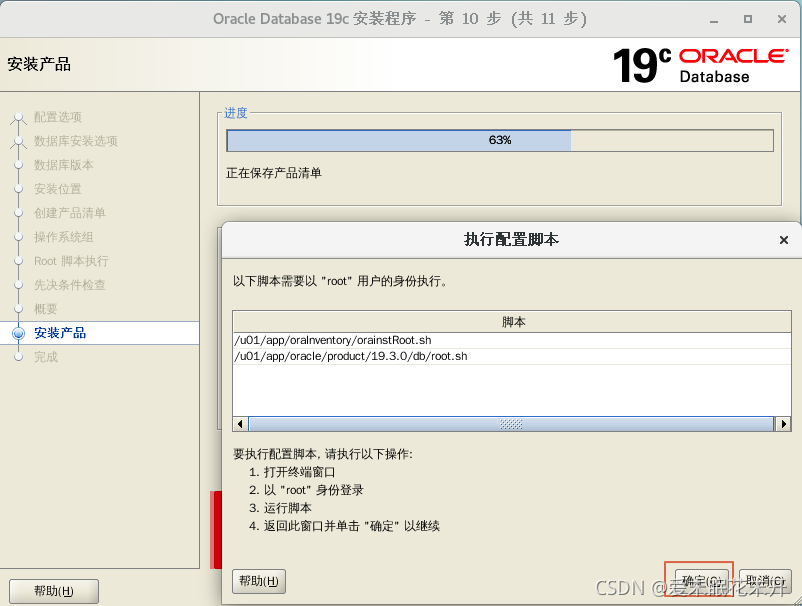 Oracle Database 19c 安装程序 - 第 10 步 (共 11 步)
安装产品
19c ORACLE Database
配置选项
数据库安装选项
数据库版本
安装位置
创建产品清单
操作系统组
Root 脚本执行
先决条件检查
概要
安装产品
完成
进度
63%
正在保存产品清单
执行配置脚本
以下脚本需要以 "root" 用户的身份执行。
脚本
/u01/app/oraInventory/orainstRoot.sh
/u01/app/oracle/product/19.3.0/db/root.sh
要执行配置脚本, 请执行以下操作:
1. 打开终端窗口
2. 以 "root" 身份登录
3. 运行脚本
4. 返回此窗口并单击 "确定" 以继续
帮助(H)
确定(O)
取消(C)
帮助(H)
CSDN @爱呆眼花笨开